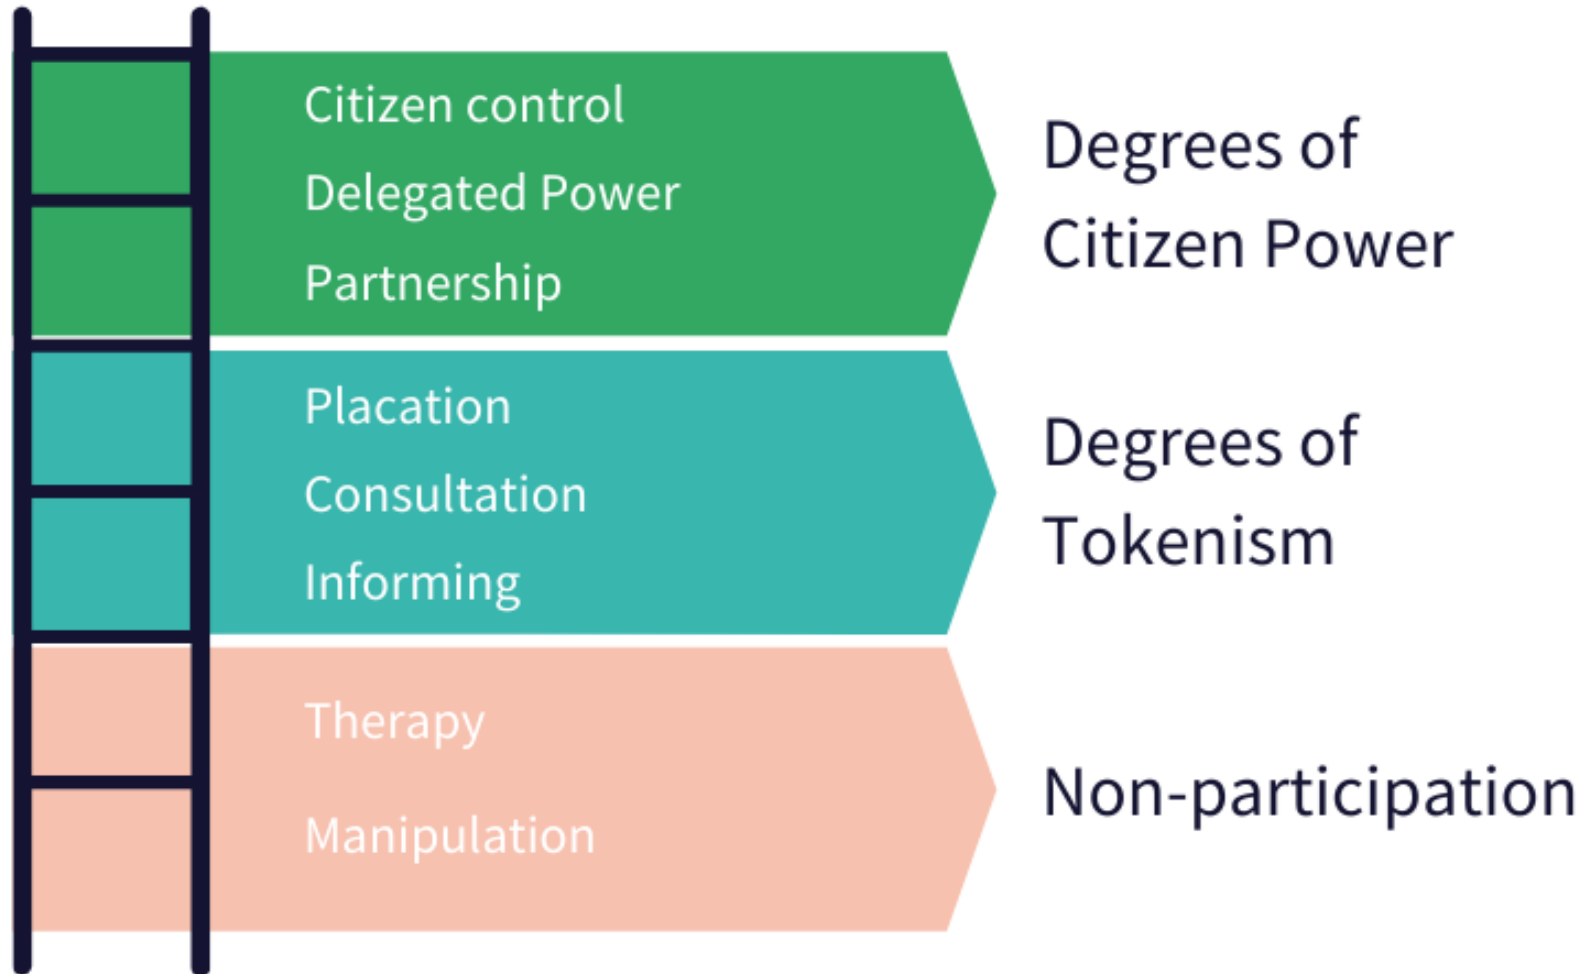 Citizen control
Delegated Power
Partnership
Degrees of
Citizen Power
Placation
Consultation
Informing
Degrees of
Tokenism
Therapy
Manipulation
Non-participation